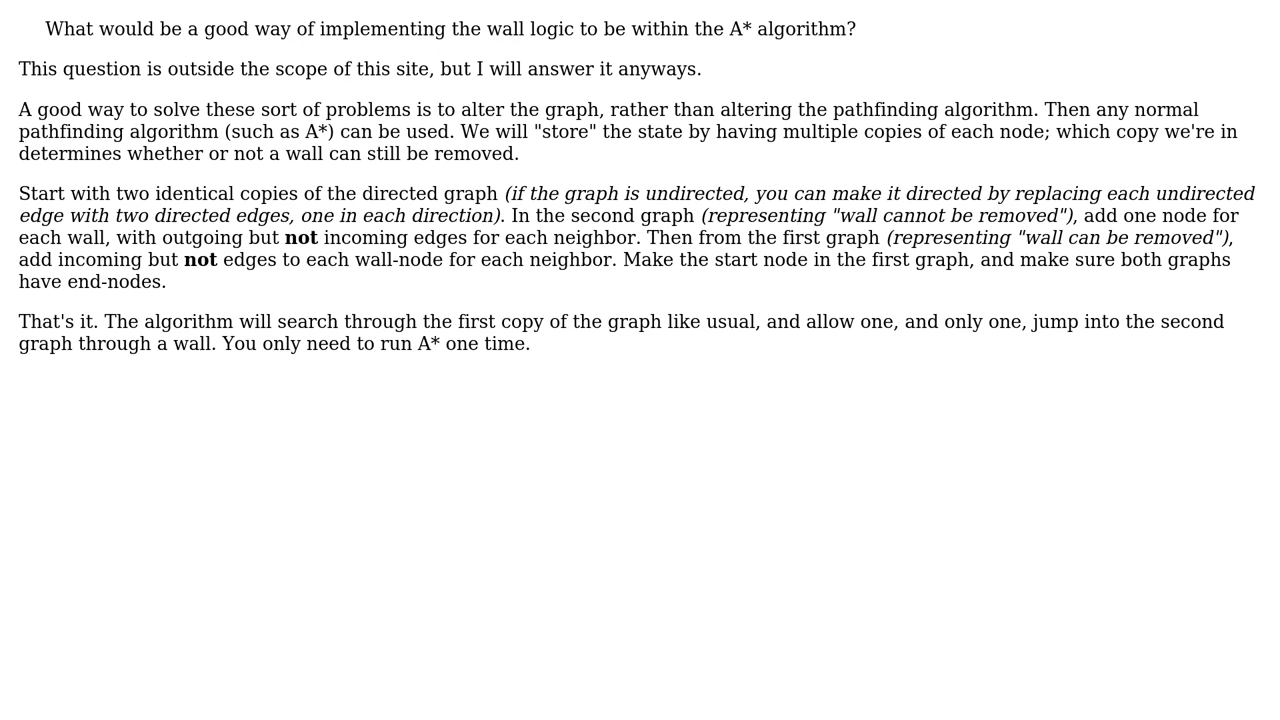 What would be a good way of implementing the wall logic to be within the A* algorithm?
This question is outside the scope of this site, but I will answer it anyways.
A good way to solve these sort of problems is to alter the graph, rather than altering the pathfinding algorithm. Then any normal
pathfinding algorithm (such as A*) can be used. We will "store" the state by having multiple copies of each node; which copy we're in
determines whether or not a wall can still be removed.
Start with two identical copies of the directed graph (if the graph is undirected, you can make it directed by replacing each undirected
edge with two directed edges, one in each direction). In the second graph (representing "wall cannot be removed"), add one node for
each wall, with outgoing but not incoming edges for each neighbor. Then from the first graph (representing "wall can be removed"),
add incoming but not edges to each wall-node for each neighbor. Make the start node in the first graph, and make sure both graphs
have end-nodes.
That's it. The algorithm will search through the first copy of the graph like usual, and allow one, and only one, jump into the second
graph through a wall. You only need to run A* one time.